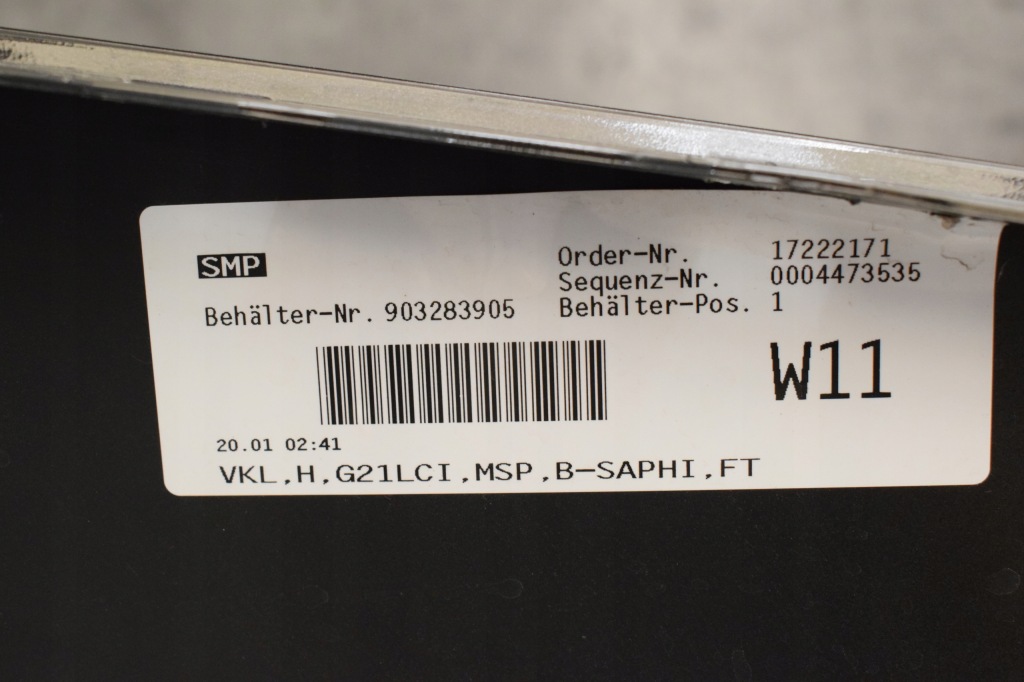 SMP
Order-Nr. 17222171
Sequenz-Nr. 0004473535
Behälter-Nr. 903283905
Behälter-Pos. 1
W11
20.01 02:41
VKL,H,G21LCI,MSP,B-SAPHI,FT